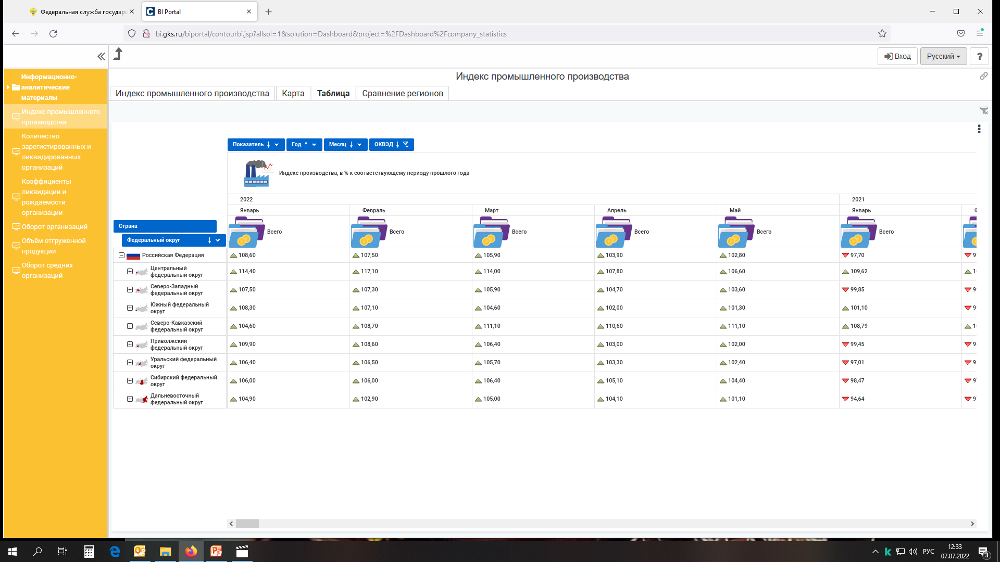 Федеральная служба государс
BI Portal
bi.gks.ru/biportal/contourbi.jsp?allsol=1&solution=Dashboard&project=%2FDashboard%2Fcompany_statistics
Вход
Русский
?
Информационно-
аналитические
материалы
Индекс промышленного
производства
Количество
зарегистрированных и
ликвидированных
организаций
Коэффициенты
ликвидации и
рождаемости
организации
Оборот организаций
Объём отгруженной
продукции
Оборот средних
организаций
Индекс промышленного производства
Индекс промышленного производства Карта Таблица Сравнение регионов
Показатель Год Месяц ОКВЭД
Индекс производства, в % к соответствующему периоду прошлого года
2022 2021
Январь Февраль Март Апрель Май Январь
Всего Всего Всего Всего Всего Всего
Страна
Федеральный округ
Российская Федерация 108,60 107,50 105,90 103,90 102,80 97,70 9
Центральный
федеральный округ 114,40 117,10 114,00 107,80 106,60 109,62 1
Северо-Западный
федеральный округ 107,50 107,30 105,90 104,70 103,60 99,85 9
Южный федеральный
округ 108,30 107,10 104,60 102,00 101,30 101,10 9
Северо-Кавказский
федеральный округ 104,60 108,70 111,10 110,60 111,10 108,79 1
Приволжский
федеральный округ 109,90 108,60 106,40 103,00 102,00 99,45 9
Уральский федеральный
округ 106,40 106,50 105,70 103,30 102,40 97,01 9
Сибирский федеральный
округ 106,00 106,00 106,40 105,10 104,40 98,47 9
Дальневосточный
федеральный округ 104,90 102,90 105,00 104,10 101,10 94,64 9
РУС
12:33
07.07.2022
3